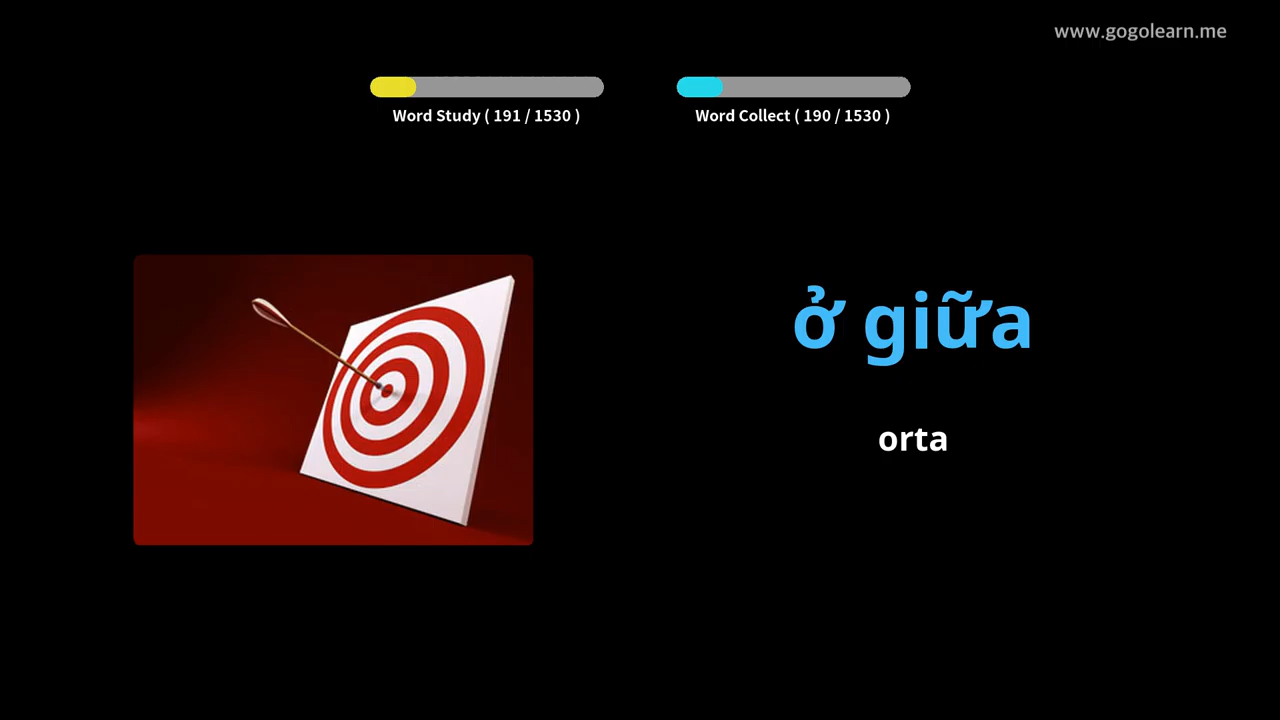 www.gogolearn.me
Word Study ( 191 / 1530 )
Word Collect ( 190 / 1530 )
ở giữa
orta